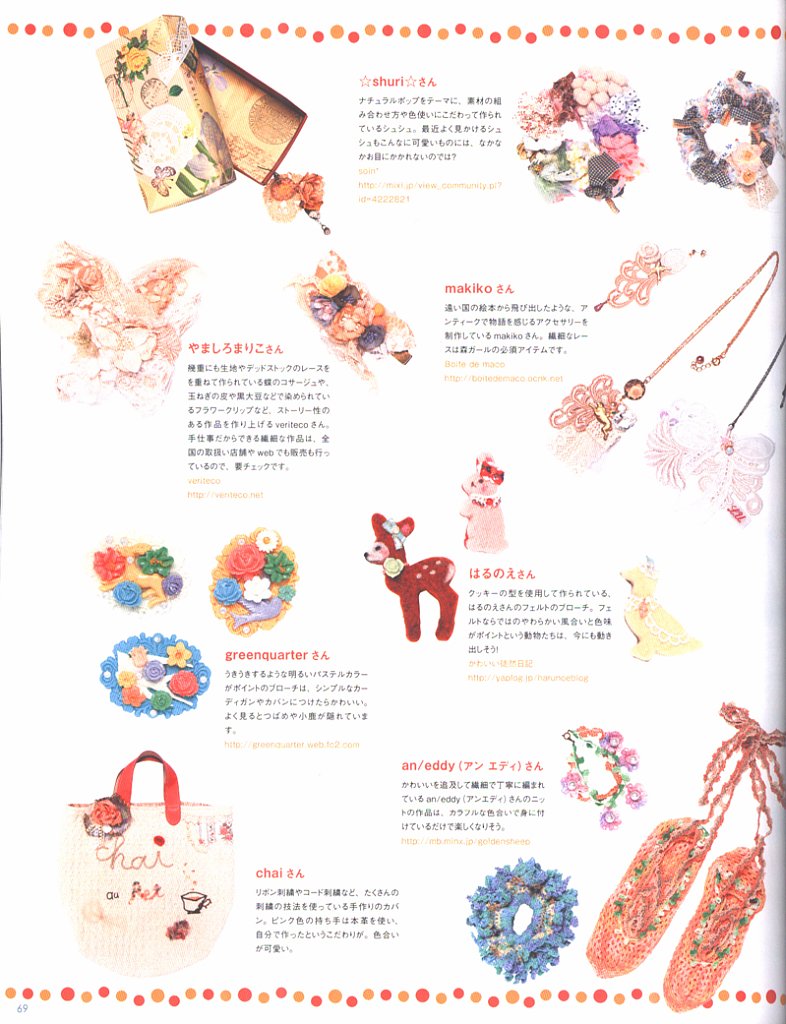 ☆shuri☆さん
ナチュラルポップをテーマに、素材の組
み合わせ方や色使いにこだわって作られ
ているシュシュ。最近よく見かけるシュ
シュもこんなに可愛いものには、なかな
かお目にかかれないのでは?
soin*
http://mixi.jp/view_community.pl?
id=4222621
makiko さん
遠い国の絵本から飛び出したような、ア
ンティークで物語を感じるアクセサリーを
制作している makiko さん。繊細なレー
スは森ガールの必須アイテムです。
Boite de maco
http://boitedemaco.ocnk.net
やましろまりこさん
幾重にも生地やデッドストックのレースを
を重ねて作られている蝶のコサージュや、
玉ねぎの皮や黒大豆などで染められている
フラワークリップなど、ストーリー性の
ある作品を作り上げる veriteco さん。
手仕事だからできる繊細な作品は、全
国の取扱い店舗や web でも販売も行っ
ているので、要チェックです。
veriteco
http://veriteco.net
はるのえさん
クッキーの型を使用して作られている、
はるのえさんのフェルトのブローチ。フェ
ルトならではのやわらかい風合いと色味
がポイントという動物たちは、今にも動き
出しそう!
かわいい徒然日記
http://yaplog.jp/harunoeblog
greenquarter さん
うきうきするような明るいパステルカラー
がポイントのブローチは、シンプルなカー
ディガンやカバンにつけたらかわいい。
よく見るとつばめや小鹿が隠れていま
す。
http://greenquarter.web.fc2.com
an/eddy (アン エディ) さん
かわいいを追及して繊細で丁寧に編まれ
ている an/eddy (アンエディ) さんのニッ
トの作品は、カラフルな色合いで身に付
けているだけで楽しくなりそう。
http://mb.minx.jp/goldensheep
chai さん
リボン刺繍やコード刺繍など、たくさんの
刺繍の技法を使っている手作りのカバ
ン。ピンク色の持ち手は本革を使い、
自分で作ったというこだわりが。色合い
が可愛い。
chai
au
69